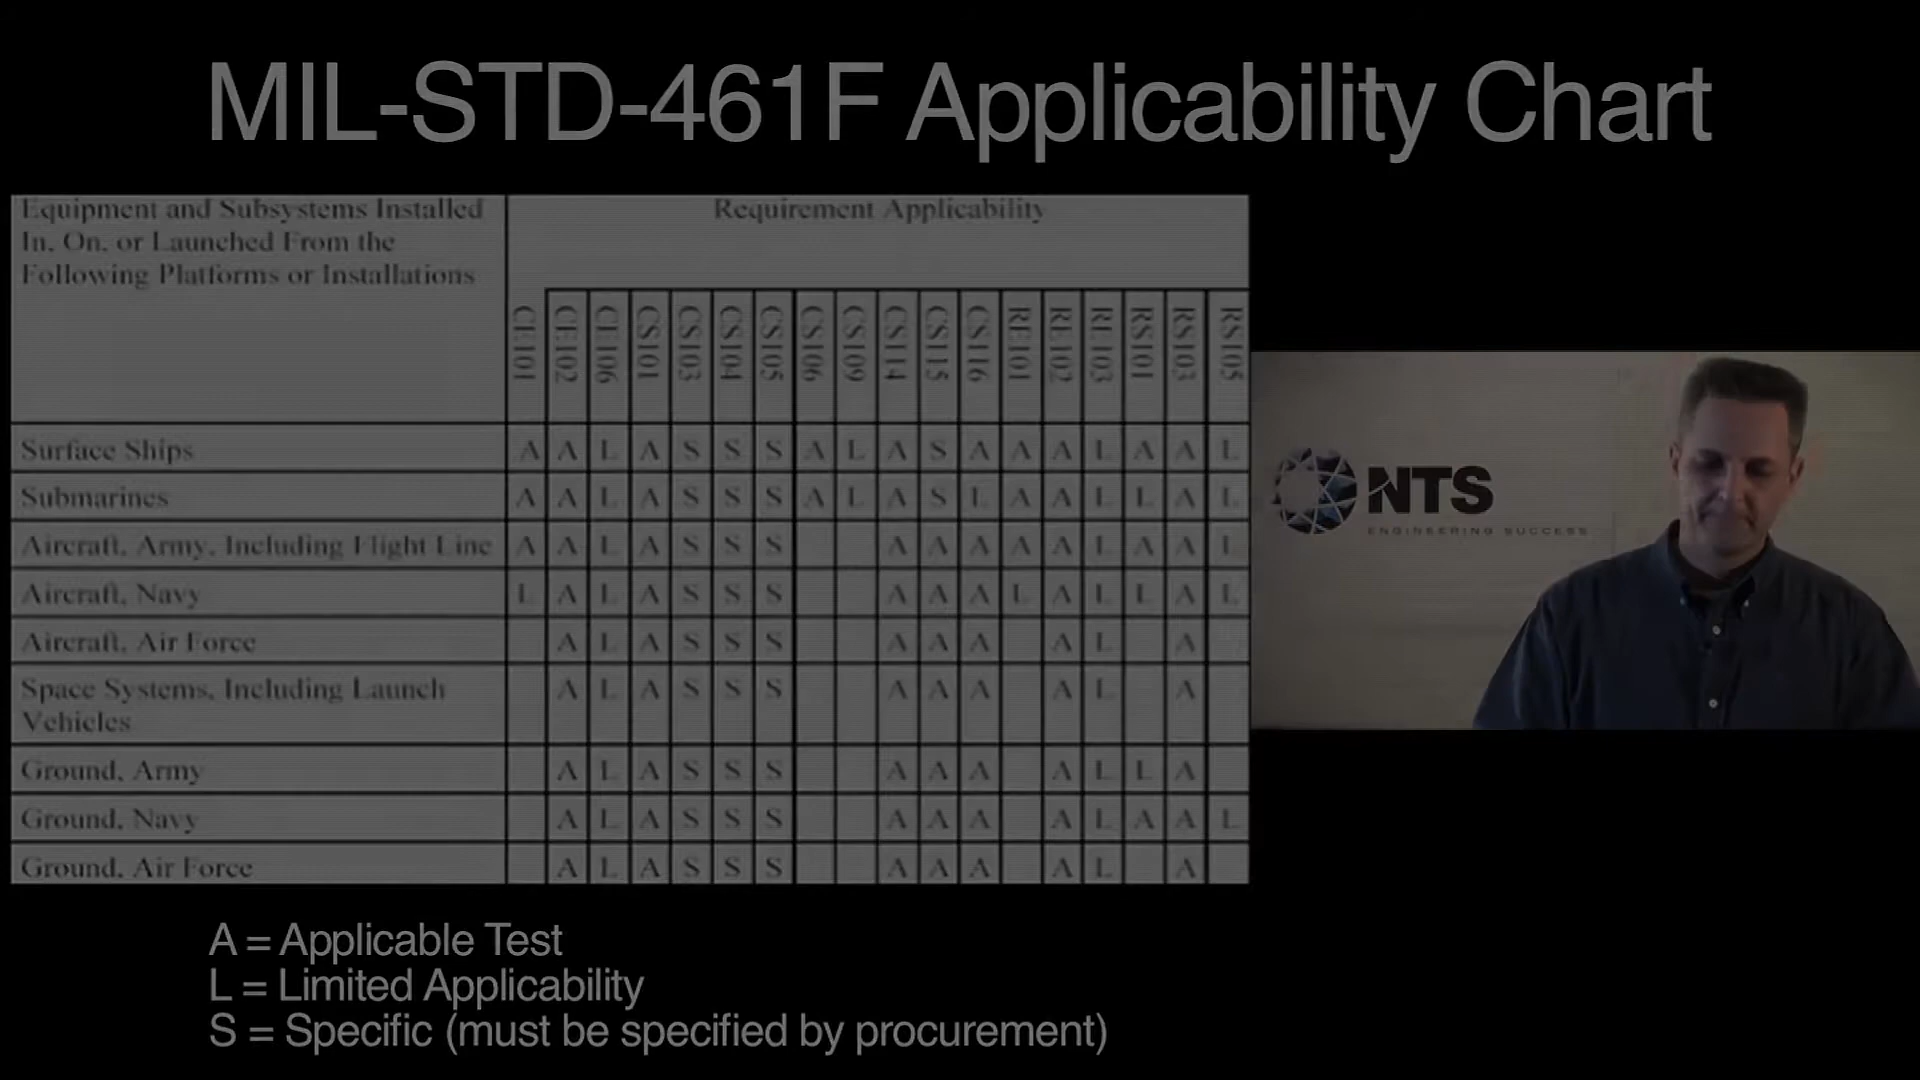 MIL-STD-461F Applicability Chart
Equipment and Subsystems Installed
In, On, or Launched From the
Following Platforms or Installations
Requirement Applicability
CE101 CE102 CE106 CS101 CS103 CS104 CS105 CS106 CS109 CS114 CS115 CS116 RE101 RE102 RE103 RS101 RS103 RS105
Surface Ships A A L A S S S A L A S A A A L A A L
Submarines A A L A S S S A L A S L A A L L A L
Aircraft, Army, Including Flight Line A A L A S S S A A A A A L A A L
Aircraft, Navy L A L A S S S A A A L A L L A L
Aircraft, Air Force A L A S S S A A A A L A
Space Systems, Including Launch
Vehicles A L A S S S A A A A L A
Ground, Army A L A S S S A A A A L L A
Ground, Navy A L A S S S A A A A L A A L
Ground, Air Force A L A S S S A A A A L A
NTS
ENGINEERING SUCCESS
A = Applicable Test
L = Limited Applicability
S = Specific (must be specified by procurement)